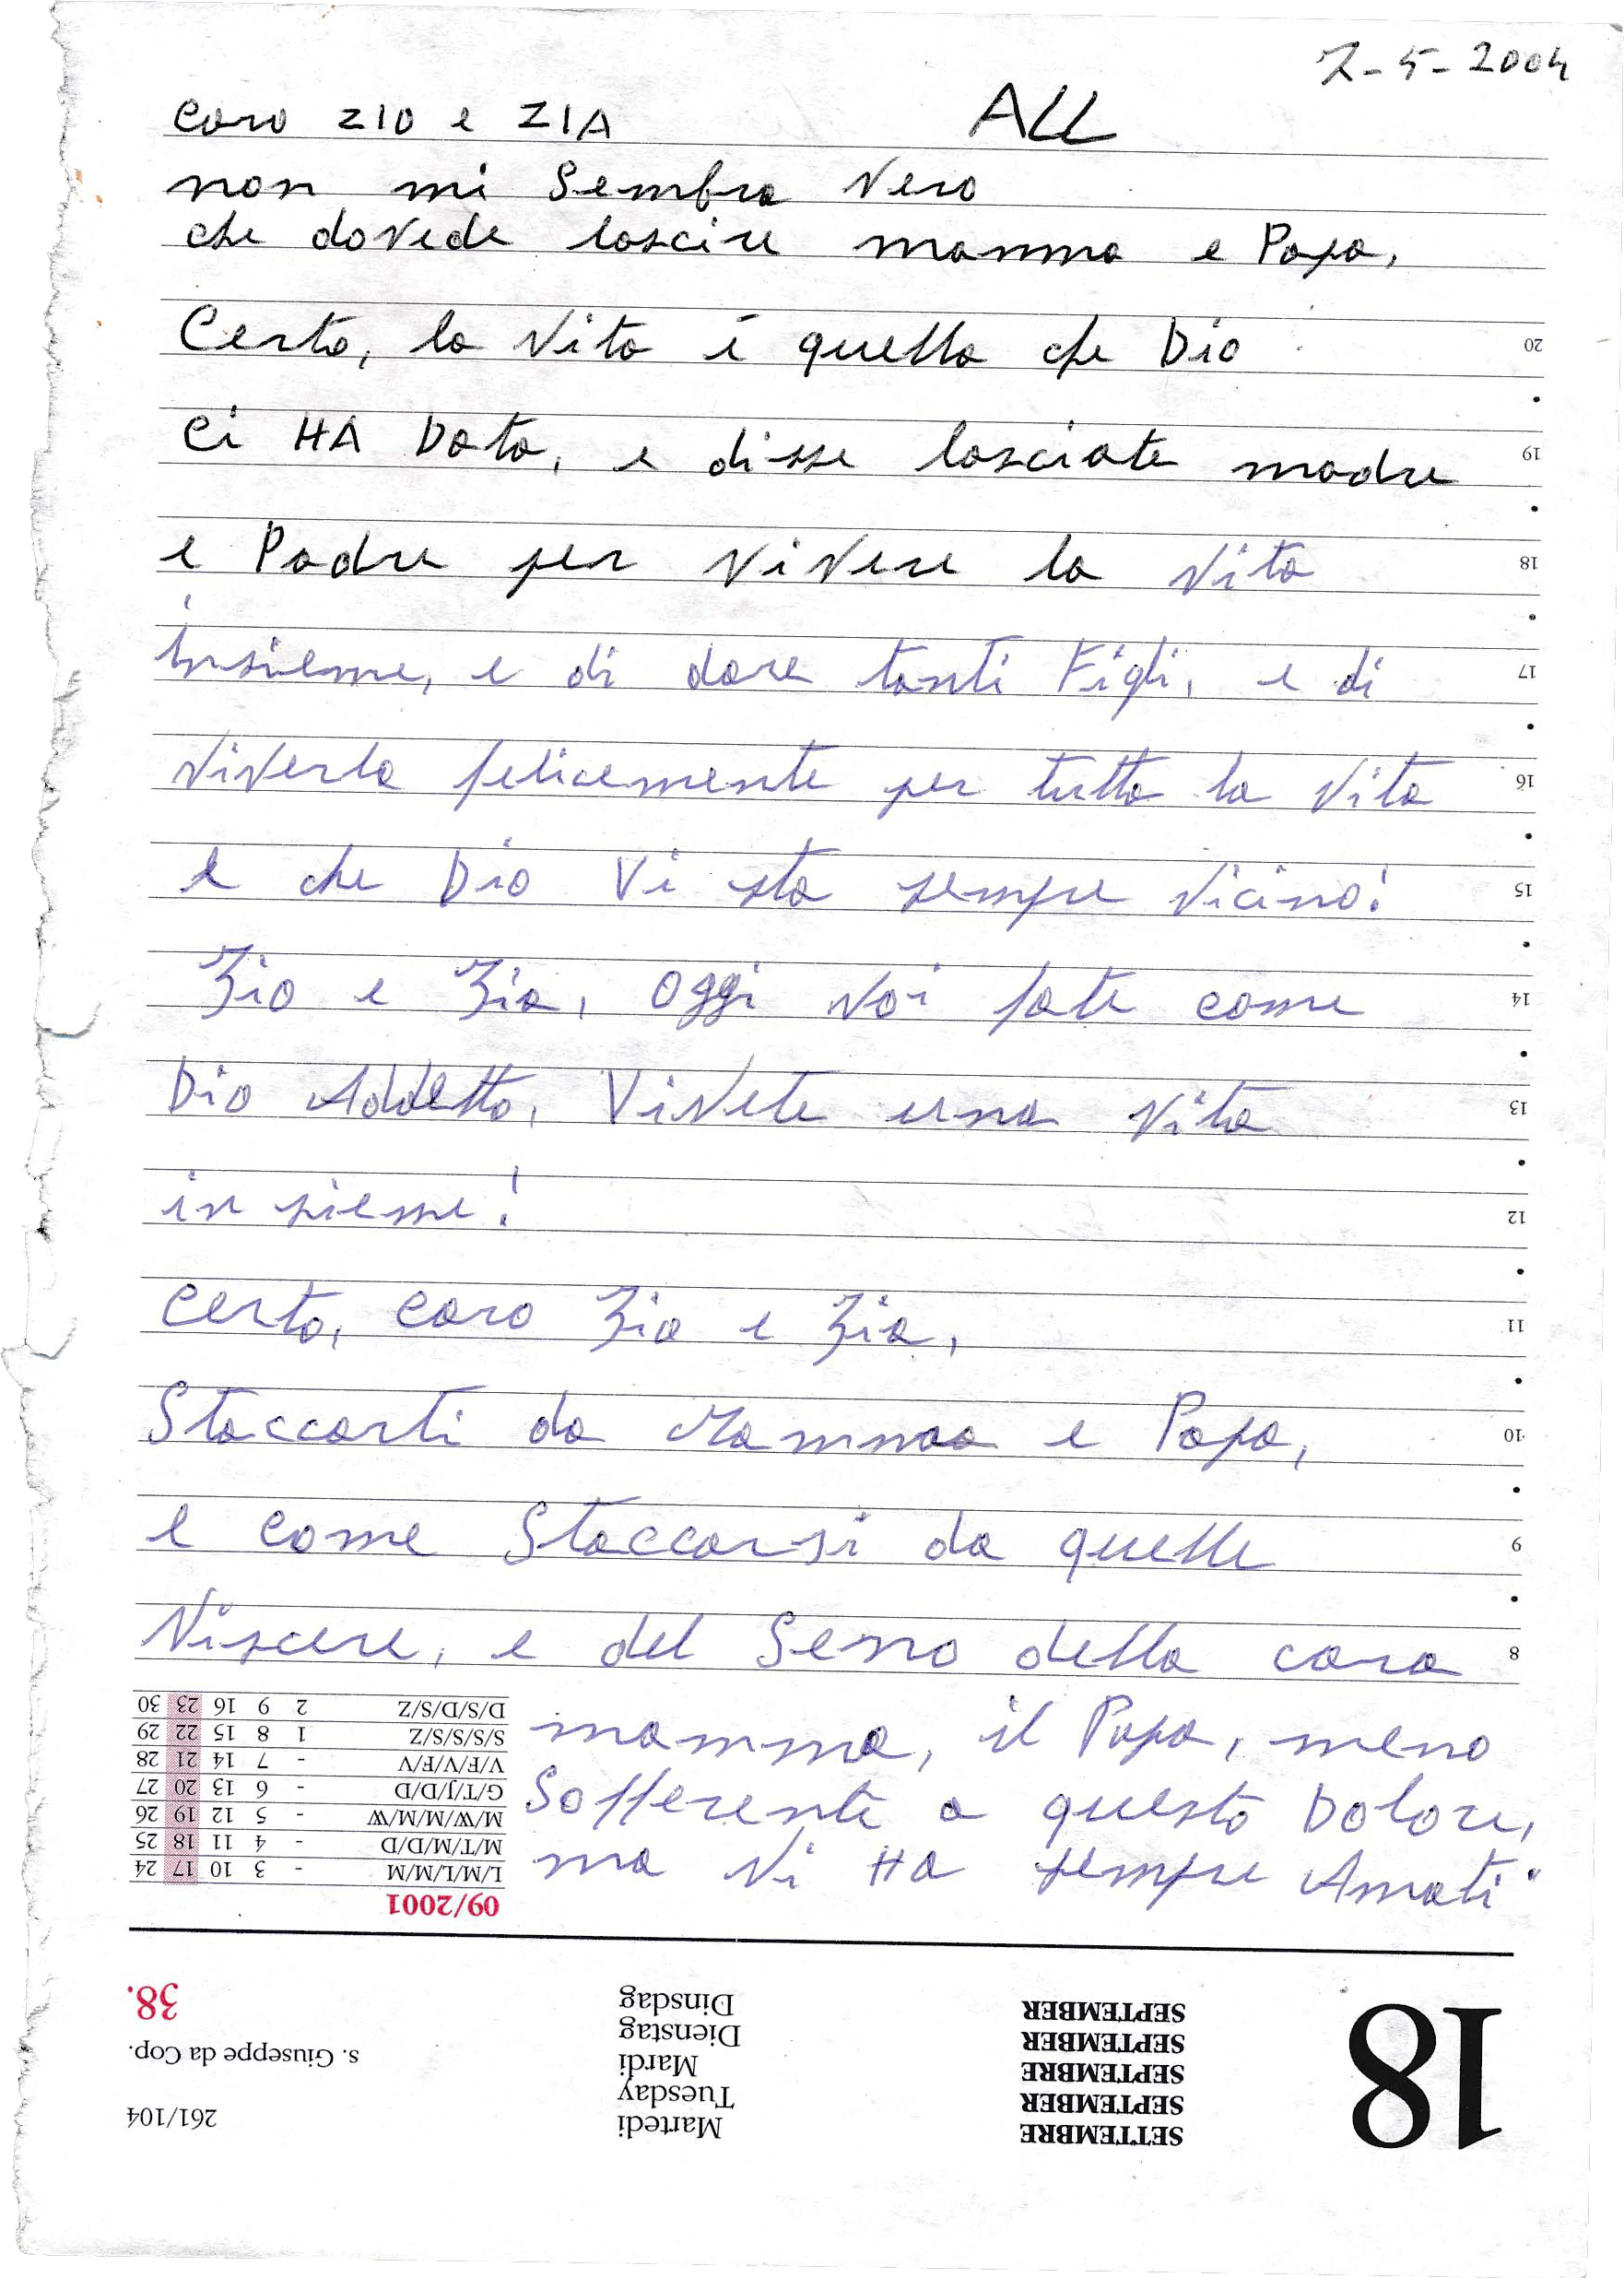 7-5-2004
caro ZIO e ZIA ALL
non mi Sembra Vero
che doVede lascire mamma e Papa,
Certo, la Vita é quella che Dio
Ci HA Data, e disse lasciate madre
e Padre per ViVere la Vita
insieme, e di dare tanti Figli, e di
ViVerla felicemente per tutta la Vita
e che Dio Vi sta sempre Vicino!
Zio e Zia, Oggi Voi fate come
Dio Addetto, ViVete una Vita
in sieme!
Certo, caro Zio e Zia,
Staccarti da Mamma e Papa,
e come Staccarsi da quelle
Viscere, e del Seno della cara
mamma, il Papa, meno
Sofferente a questo Dolore,
ma Vi Ha sempre Amati"
20
19
18
17
16
15
14
13
12
11
10
9
8
D/S/D/S/Z 2 9 16 23 30
S/S/S/S/Z 1 8 15 22 29
V/F/V/F/V - 7 14 21 28
G/T/J/D/D - 6 13 20 27
M/W/M/M/W - 5 12 19 26
M/T/M/D/D - 4 11 18 25
L/M/L/M/M - 3 10 17 24
09/2001
18
SETTEMBRE
SEPTEMBER
SEPTEMBRE
SEPTEMBER
SEPTEMBER
Martedì
Tuesday
Mardi
Dienstag
Dinsdag
261/104
s. Giuseppe da Cop.
38.